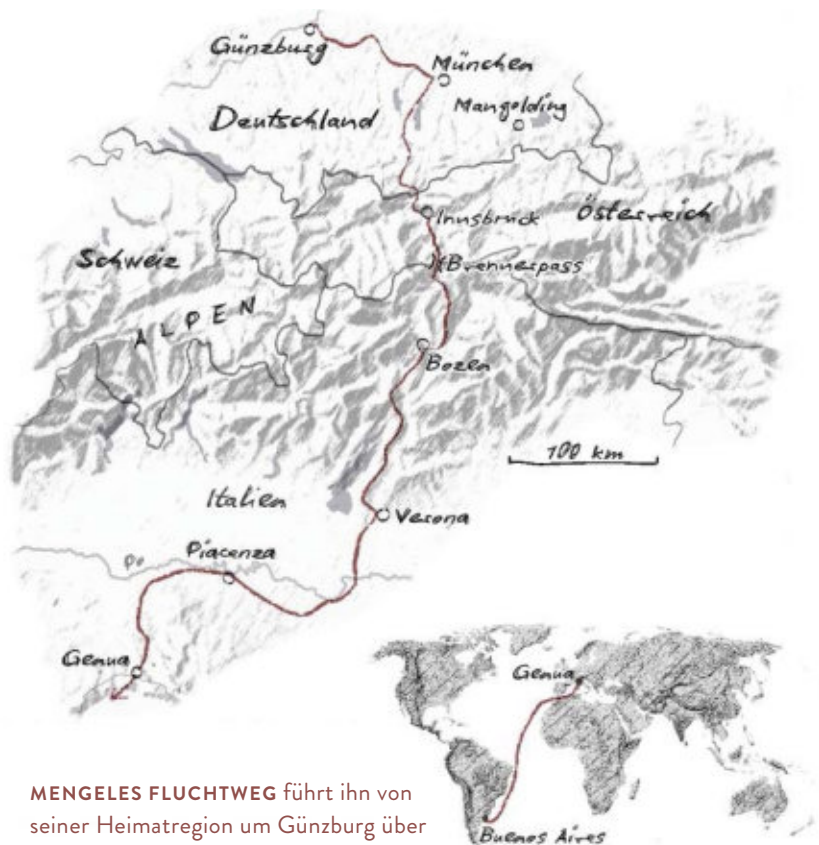 Günzburg
München
Mangolding
Deutschland
Innsbruck
Österreich
Schweiz
Brennerpass
ALPEN
Bozen
100 km
Italien
Verona
Piacenza
Po
Genua
Genua
Buenos Aires
MENGELES FLUCHTWEG führt ihn von
seiner Heimatregion um Günzburg über